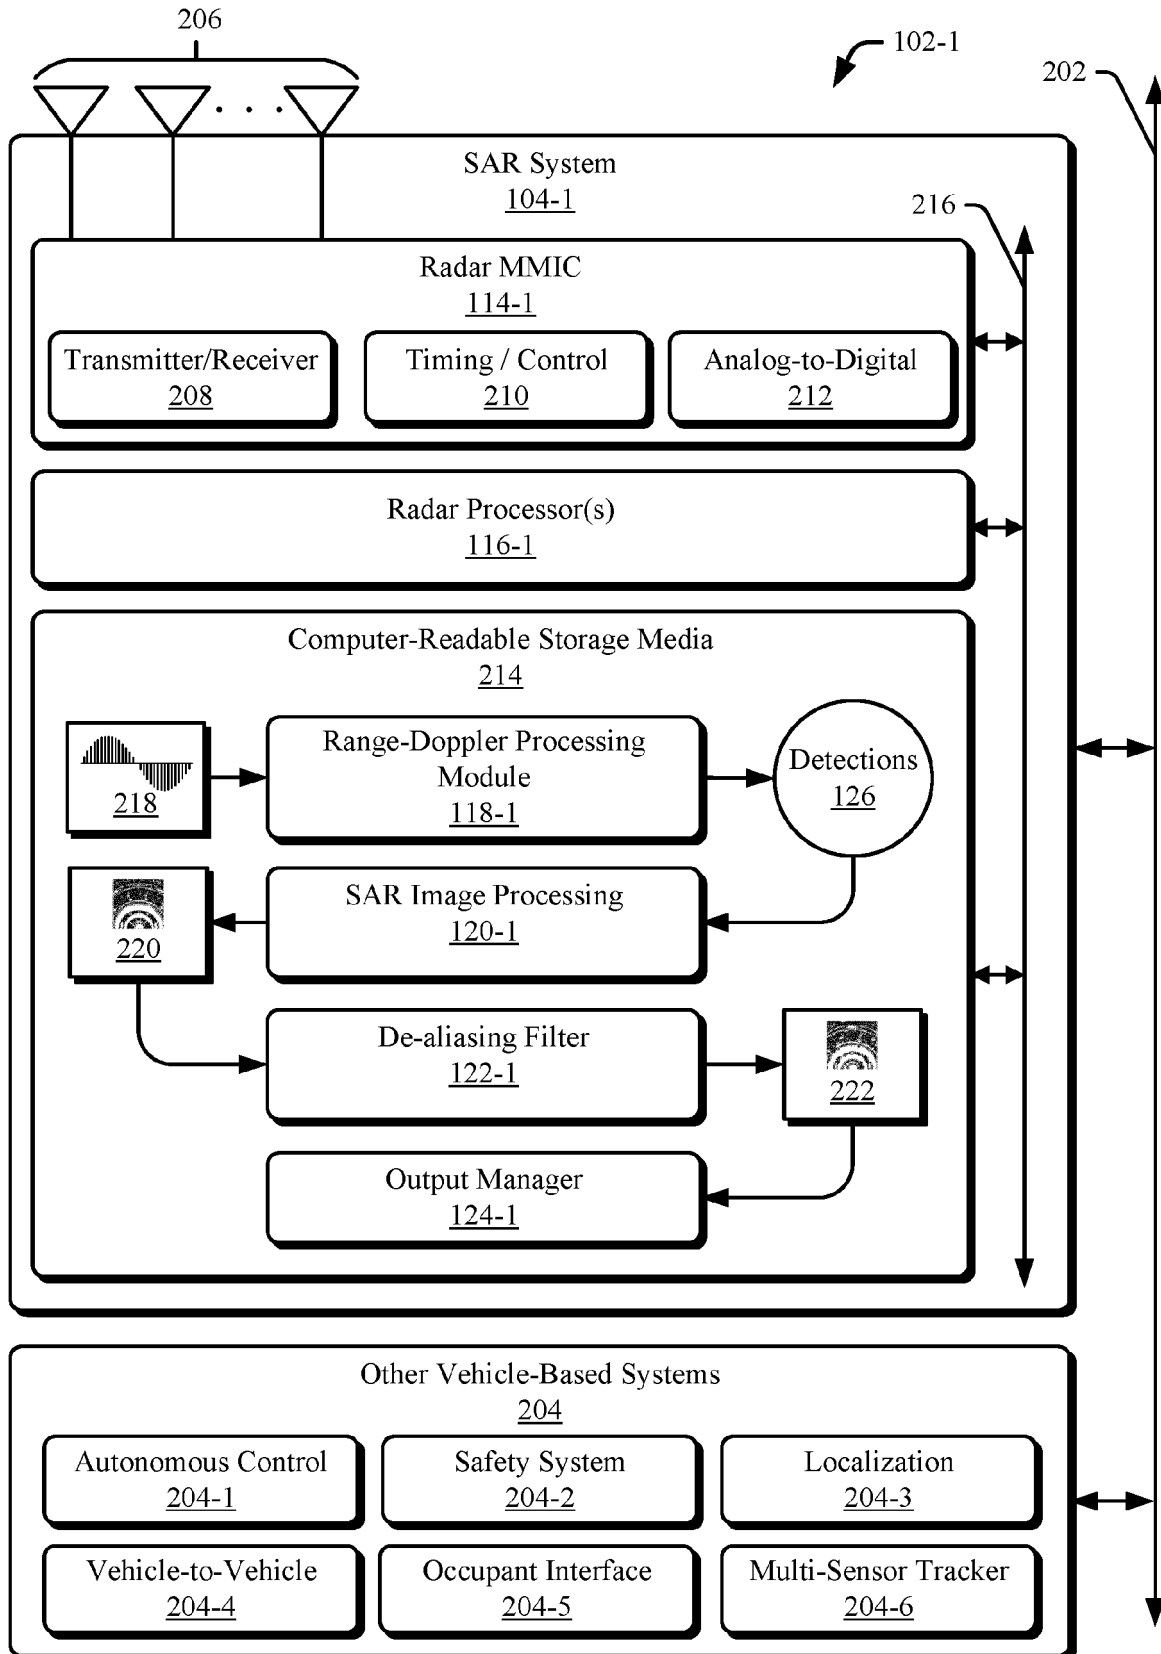 206
102-1
202
SAR System
104-1
216
Radar MMIC
114-1
Transmitter/Receiver
208
Timing / Control
210
Analog-to-Digital
212
Radar Processor(s)
116-1
Computer-Readable Storage Media
214
218
Range-Doppler Processing
Module
118-1
Detections
126
220
SAR Image Processing
120-1
De-aliasing Filter
122-1
222
Output Manager
124-1
Other Vehicle-Based Systems
204
Autonomous Control
204-1
Safety System
204-2
Localization
204-3
Vehicle-to-Vehicle
204-4
Occupant Interface
204-5
Multi-Sensor Tracker
204-6